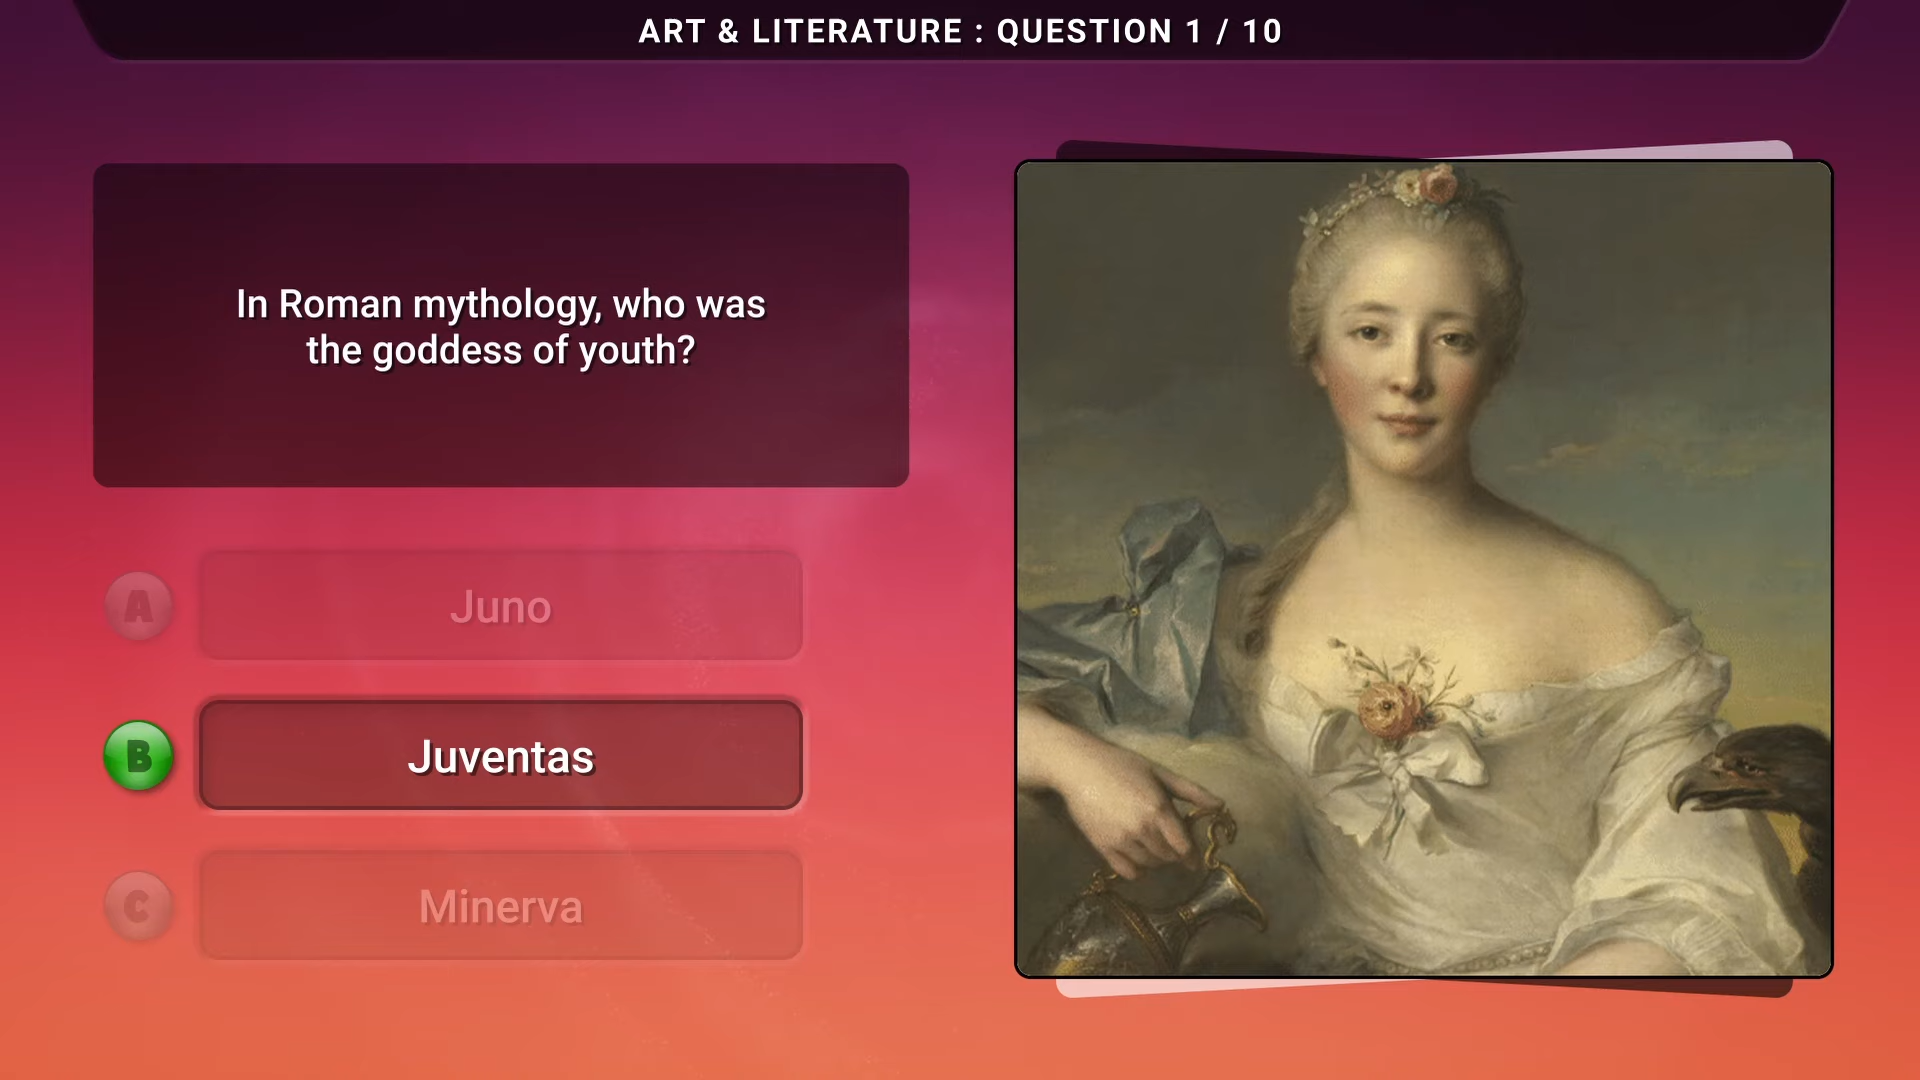 ART & LITERATURE : QUESTION 1 / 10
In Roman mythology, who was
the goddess of youth?
A
Juno
B
Juventas
C
Minerva